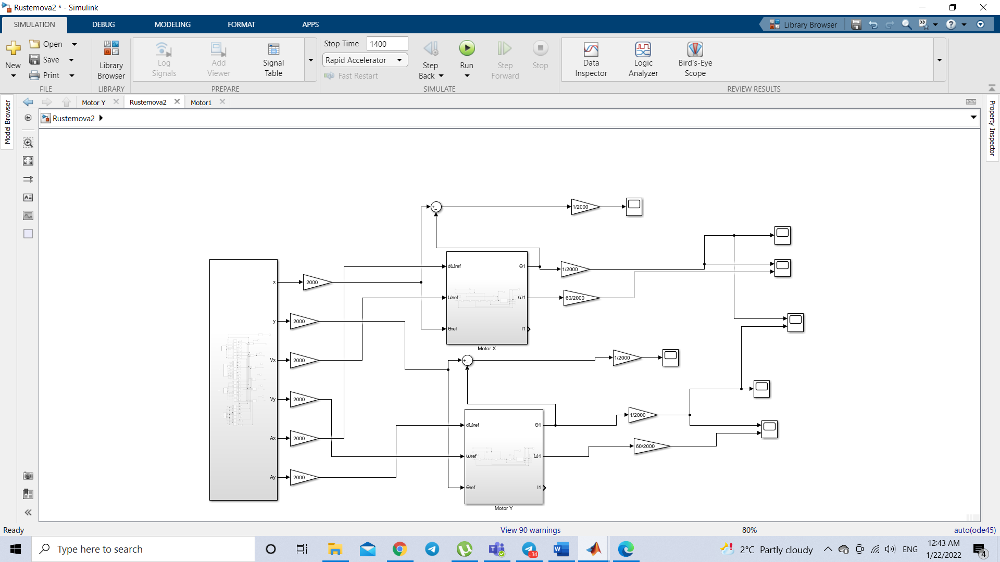 Rustemova2 * - Simulink
SIMULATION DEBUG MODELING FORMAT APPS Library Browser
New
Open
Save
Print
FILE
Library Browser
LIBRARY
Log Signals
Add Viewer
Signal Table
PREPARE
Stop Time 1400
Rapid Accelerator
Fast Restart
Step Back
Run
Step Forward
Stop
SIMULATE
Data Inspector
Logic Analyzer
Bird's-Eye Scope
REVIEW RESULTS
Model Browser
Motor Y Rustemova2 Motor1
Property Inspector
Rustemova2
1/2000
x
y
Vx
Vy
Ax
Ay
2000
2000
2000
2000
2000
2000
dωref
ωref
Θref
Θ1
ω1
I1
Motor X
1/2000
60/2000
1/2000
dωref
ωref
Θref
Θ1
ω1
I1
Motor Y
1/2000
60/2000
Ready View 90 warnings 80% auto(ode45)
Type here to search
34
W
2°C Partly cloudy
ENG
12:43 AM
1/22/2022
4